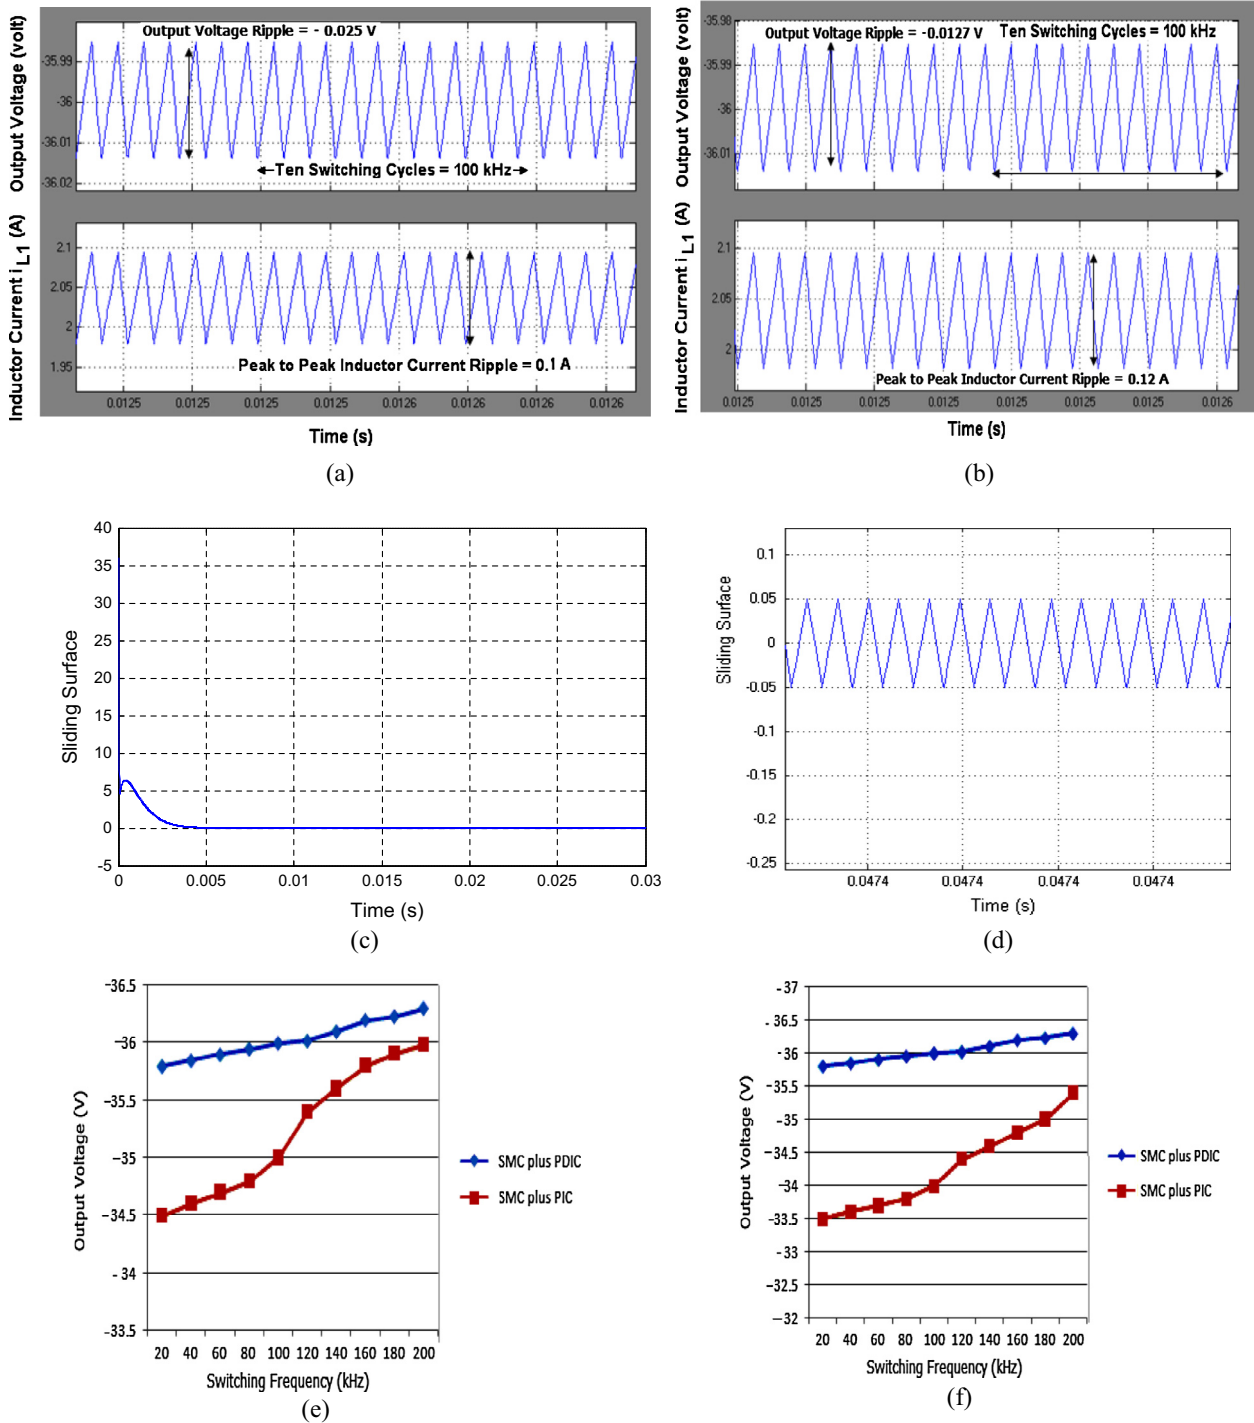 Output Voltage (volt)
Output Voltage Ripple = - 0.025 V
-35.99
-36
-36.01
-36.02
Ten Switching Cycles = 100 kHz
Inductor Current iL1 (A)
2.1
2.05
2
1.95
Peak to Peak Inductor Current Ripple = 0.1 A
0.0125 0.0125 0.0125 0.0125 0.0126 0.0126 0.0126 0.0126
Time (s)
(a)
Output Voltage (volt)
-35.98
Output Voltage Ripple = -0.0127 V Ten Switching Cycles = 100 kHz
-35.99
-36
-36.01
Inductor Current iL1 (A)
2.1
2.05
2
Peak to Peak Inductor Current Ripple = 0.12 A
0.0125 0.0125 0.0125 0.0125 0.0125 0.0125 0.0126 0.0126
Time (s)
(b)
Sliding Surface
40
35
30
25
20
15
10
5
0
-5
0 0.005 0.01 0.015 0.02 0.025 0.03
Time (s)
(c)
Sliding Surface
0.1
0.05
0
-0.05
-0.1
-0.15
-0.2
-0.25
0.0474 0.0474 0.0474 0.0474
Time (s)
(d)
Output Voltage (V)
-36.5
-36
-35.5
-35
-34.5
- 34
-33.5
20 40 60 80 100 120 140 160 180 200
Switching Frequency (kHz)
SMC plus PDIC
SMC plus PIC
(e)
Output Voltage (V)
- 37
- 36.5
- 36
-35.5
-35
-34.5
-34
-33.5
-33
-32.5
-32
20 40 60 80 100 120 140 160 180 200
Switching Frequency (kHz)
SMC plus PDIC
SMC plus PIC
(f)